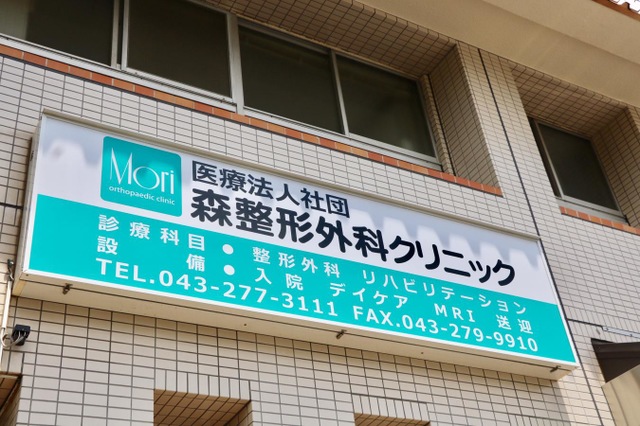 Mori
orthopaedic clinic
医療法人社団
森整形外科クリニック
診療科目●整形外科 リハビリテーション
設備●入院 デイケア MRI 送迎
TEL.043-277-3111 FAX.043-279-9910